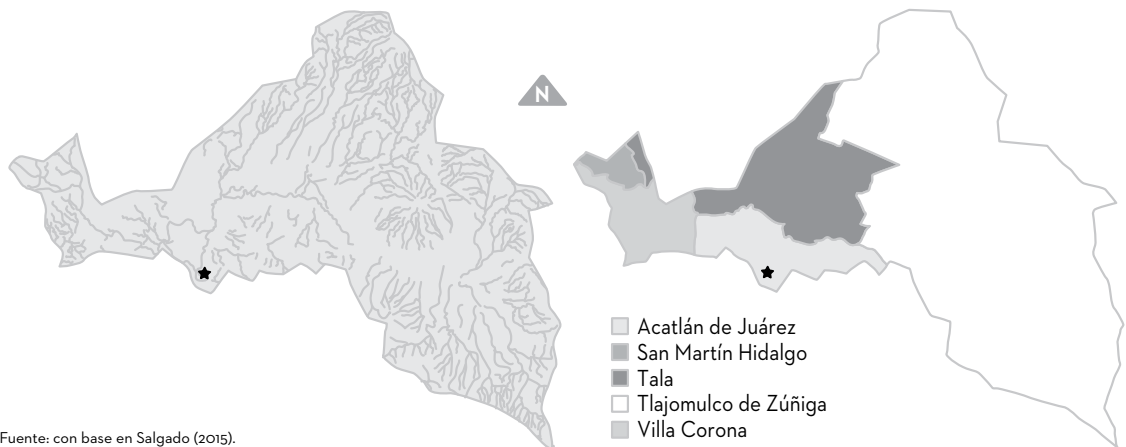 N
Acatlán de Juárez
San Martín Hidalgo
Tala
Tlajomulco de Zúñiga
Villa Corona
Fuente: con base en Salgado (2015).